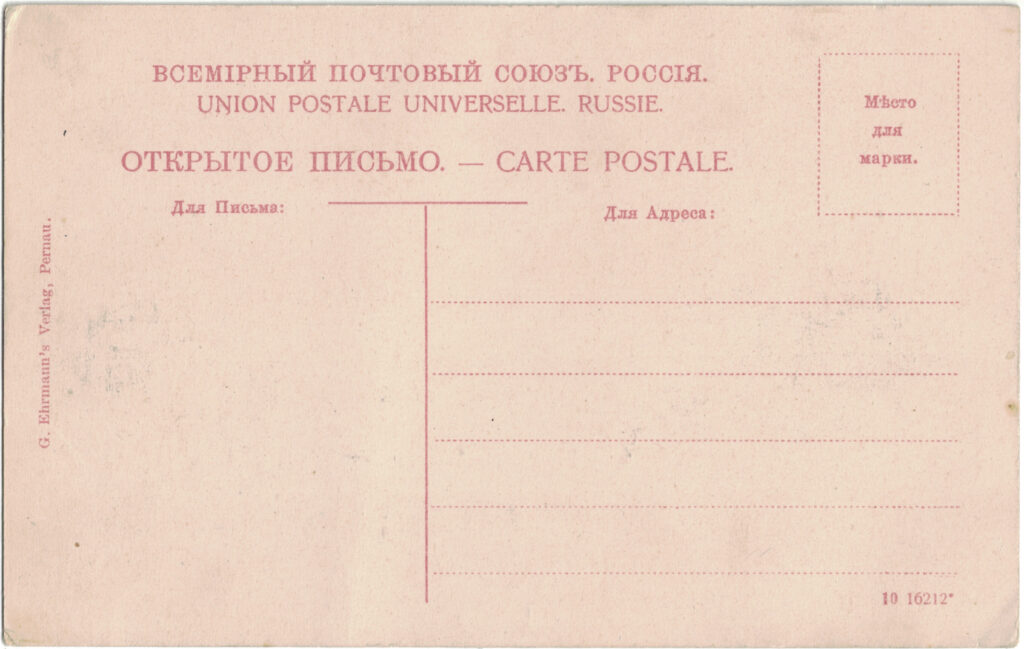 ВСЕМІРНЫЙ ПОЧТОВЫЙ СОЮЗЪ. РОССІЯ.
UNION POSTALE UNIVERSELLE. RUSSIE.
ОТКРЫТОЕ ПИСЬМО. — CARTE POSTALE.
Мѣсто
для
марки.
Для Письма:
Для Адреса:
G. Ehrmann's Verlag, Pernau.
10 16212*